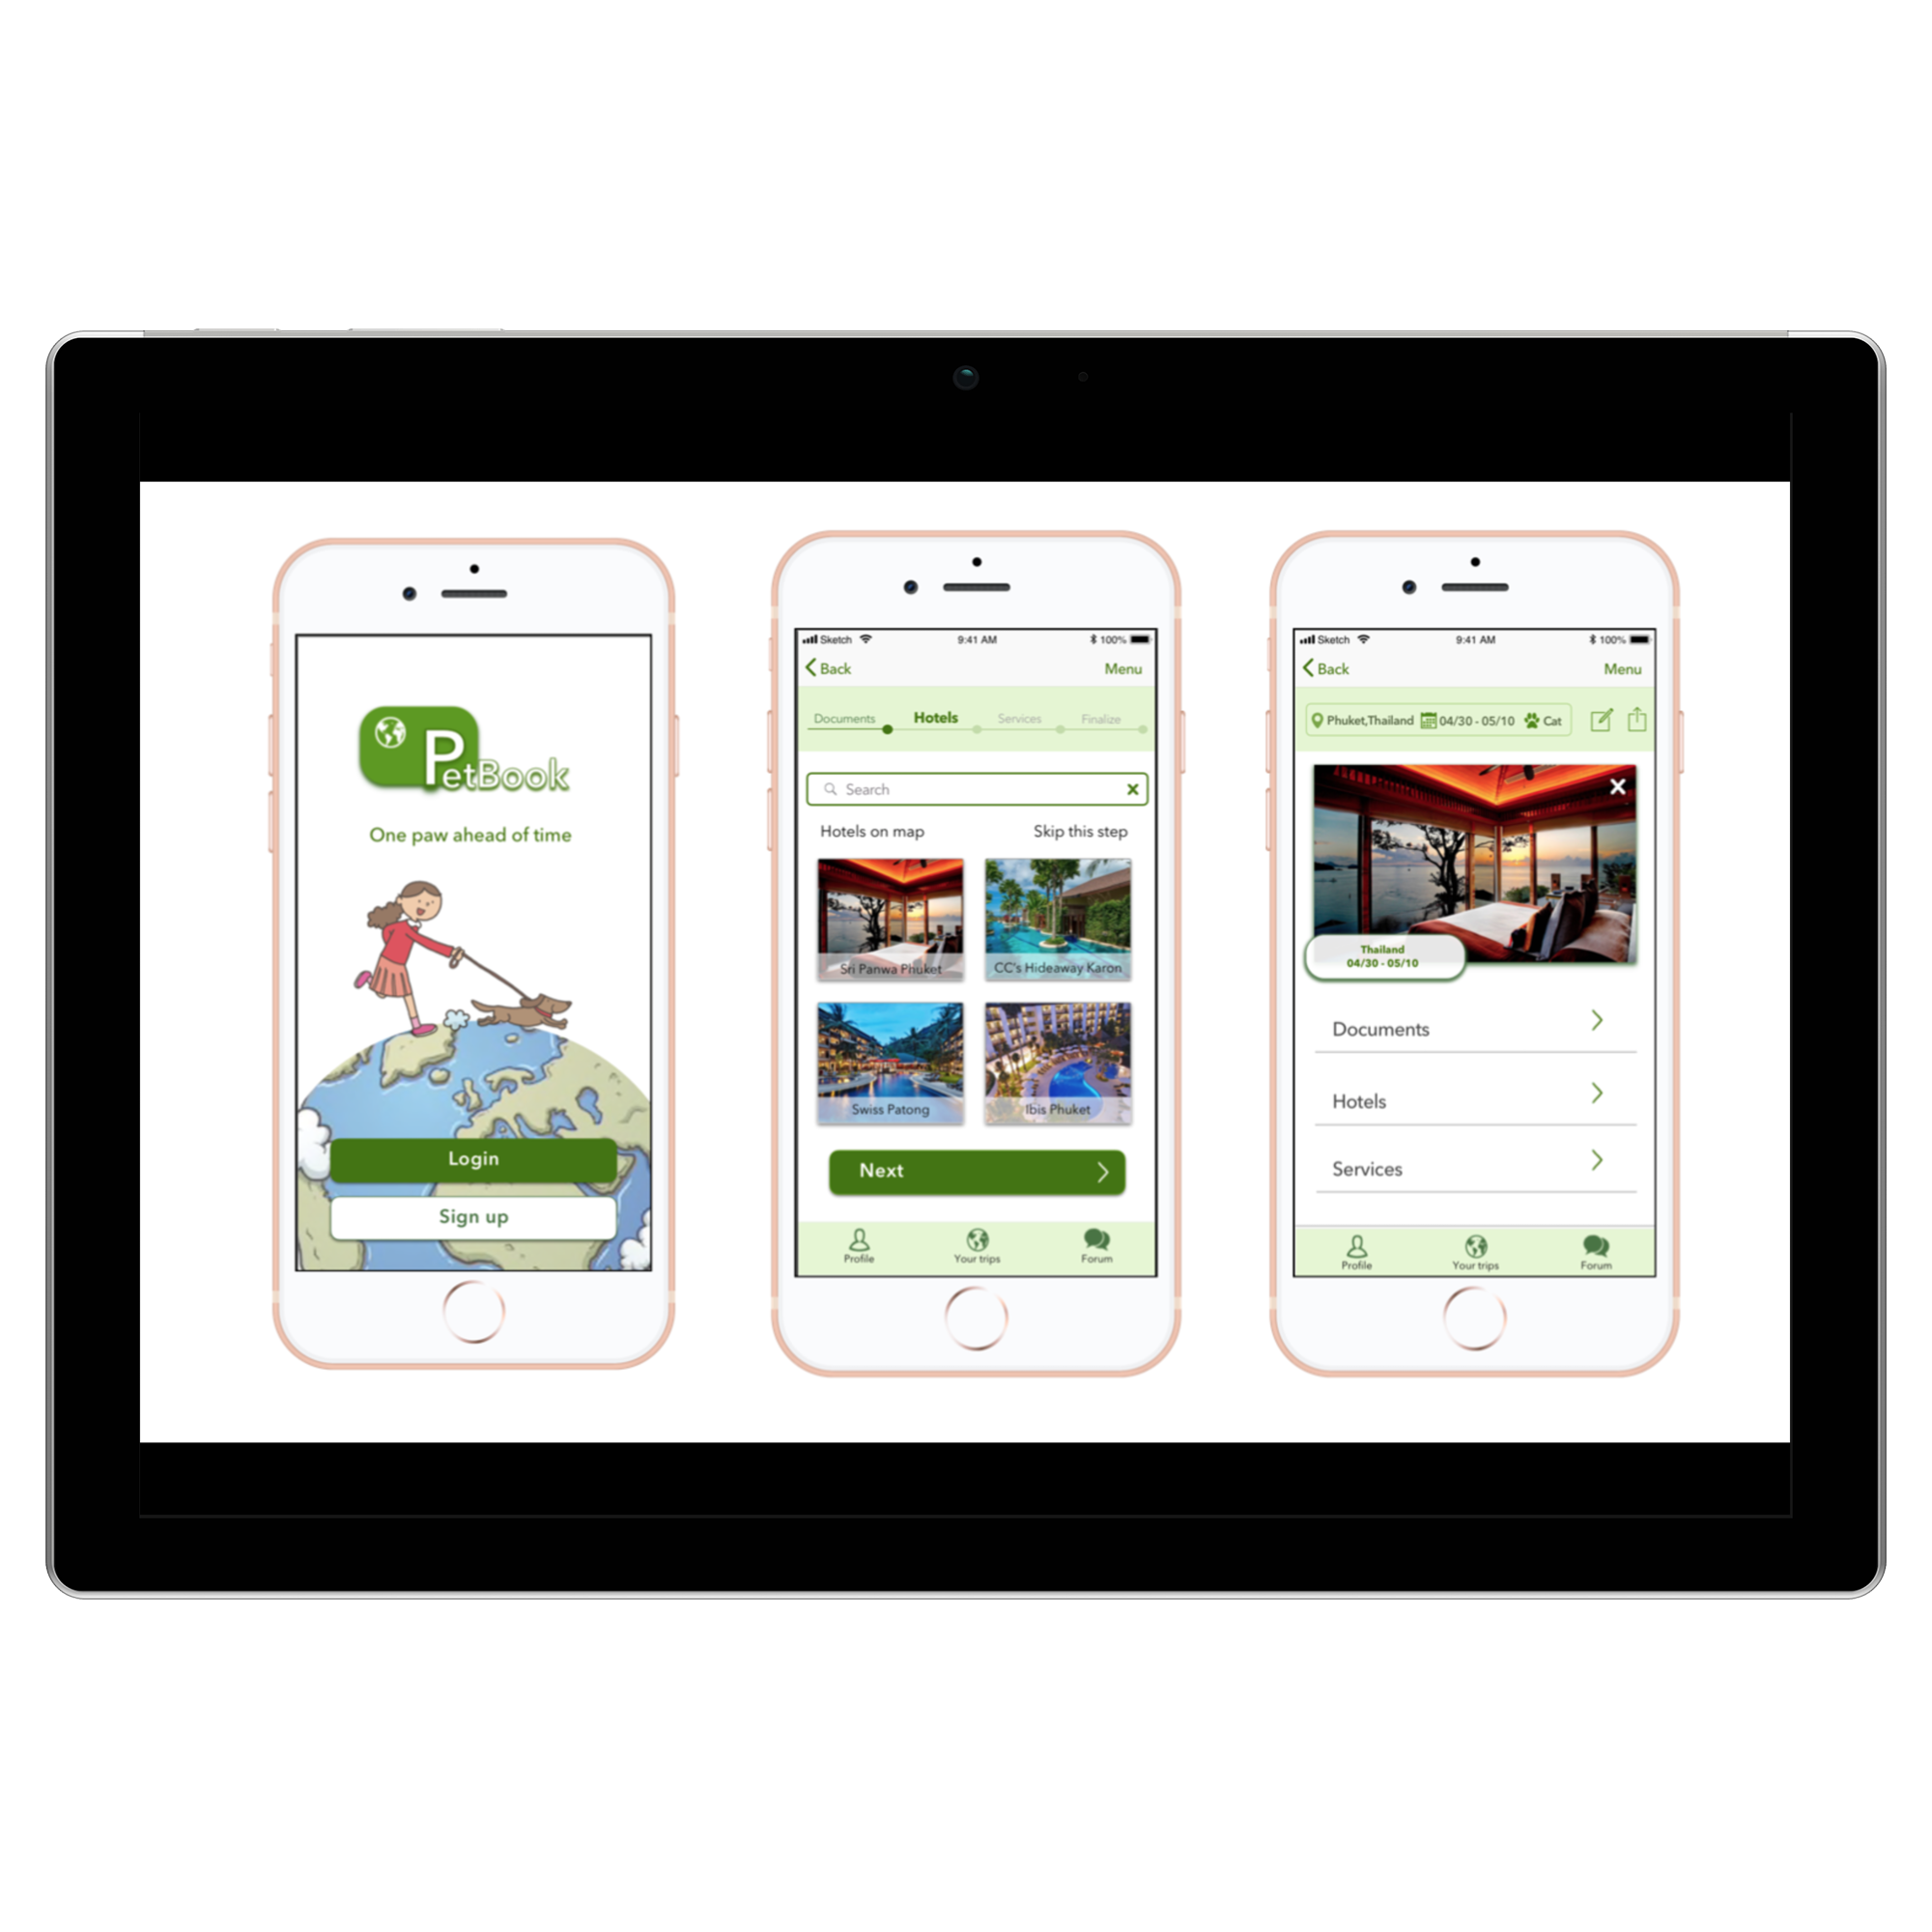 PetBook
One paw ahead of time
Login
Sign up
Sketch 9:41 AM 100%
Back Menu
Documents Hotels Services Finalize
Search
Hotels on map Skip this step
Sri Panwa Phuket CC's Hideaway Karon
Swiss Patong Ibis Phuket
Next
Profile Your trips Forum
Sketch 9:41 AM 100%
Back Menu
Phuket,Thailand 04/30 - 05/10 Cat
Thailand
04/30 - 05/10
Documents
Hotels
Services
Profile Your trips Forum